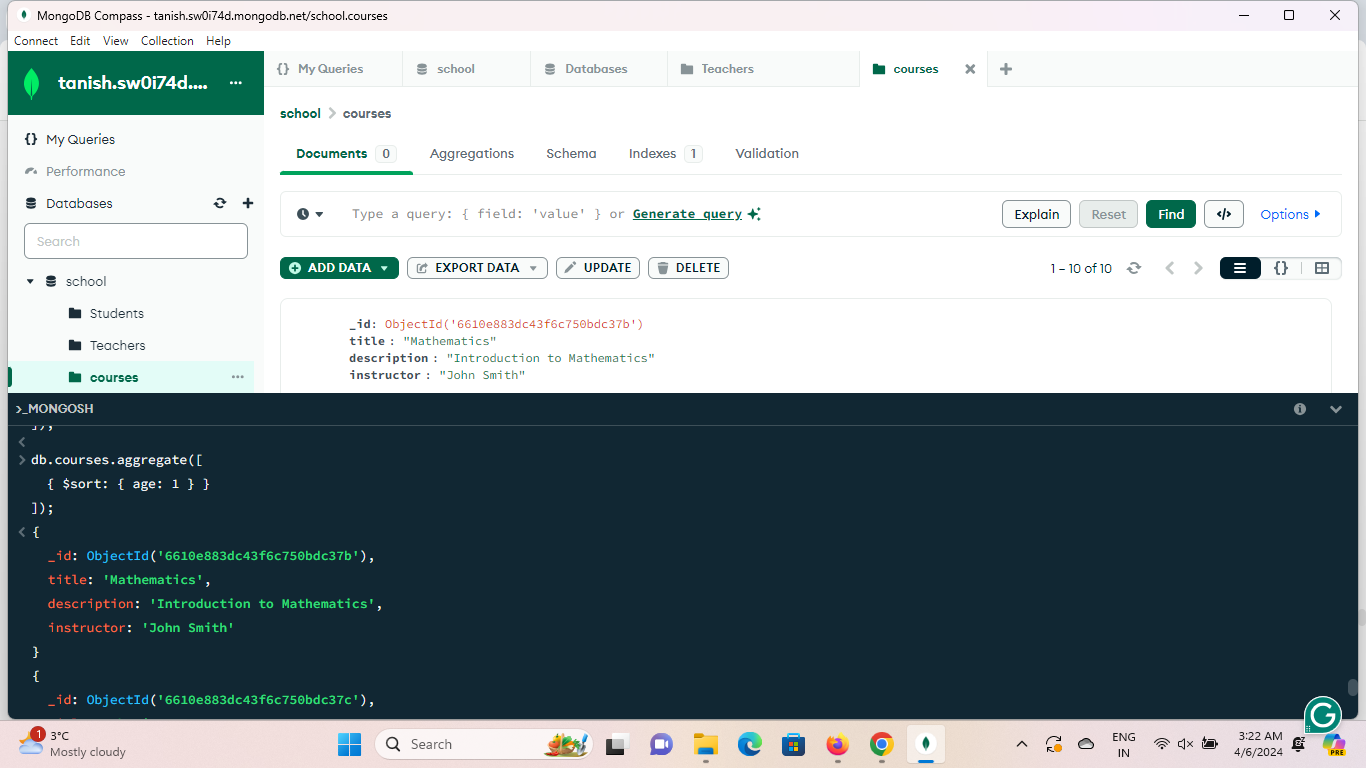 MongoDB Compass - tanish.sw0i74d.mongodb.net/school.courses
Connect Edit View Collection Help
tanish.sw0i74d....
My Queries
school
Databases
Teachers
courses
My Queries
Performance
Databases
Search
school
Students
Teachers
courses
school > courses
Documents 0
Aggregations
Schema
Indexes 1
Validation
Type a query: { field: 'value' } or Generate query
Explain
Reset
Find
</>
Options
ADD DATA
EXPORT DATA
UPDATE
DELETE
1 – 10 of 10
{}
_id: ObjectId('6610e883dc43f6c750bdc37b')
title : "Mathematics"
description : "Introduction to Mathematics"
instructor : "John Smith"
>_MONGOSH
]);
<
> db.courses.aggregate([
{ $sort: { age: 1 } }
]);
< {
_id: ObjectId('6610e883dc43f6c750bdc37b'),
title: 'Mathematics',
description: 'Introduction to Mathematics',
instructor: 'John Smith'
}
{
_id: ObjectId('6610e883dc43f6c750bdc37c'),
1
3°C
Mostly cloudy
Search
ENG
IN
3:22 AM
4/6/2024
PRE